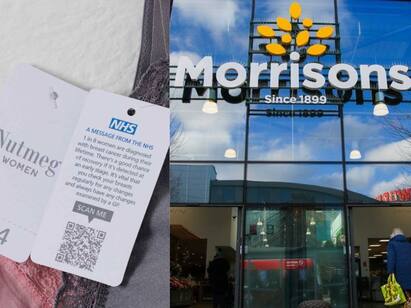 Nutmeg
WOMEN
4
NHS
A MESSAGE FROM THE NHS
1 in 8 women are diagnosed
with breast cancer during their
lifetime. There's a good chance
of recovery if it's detected at
an early stage. It's vital that
you check your breasts
regularly for any changes
and always have any changes
examined by a GP.
SCAN ME
Morrisons
Since 1899